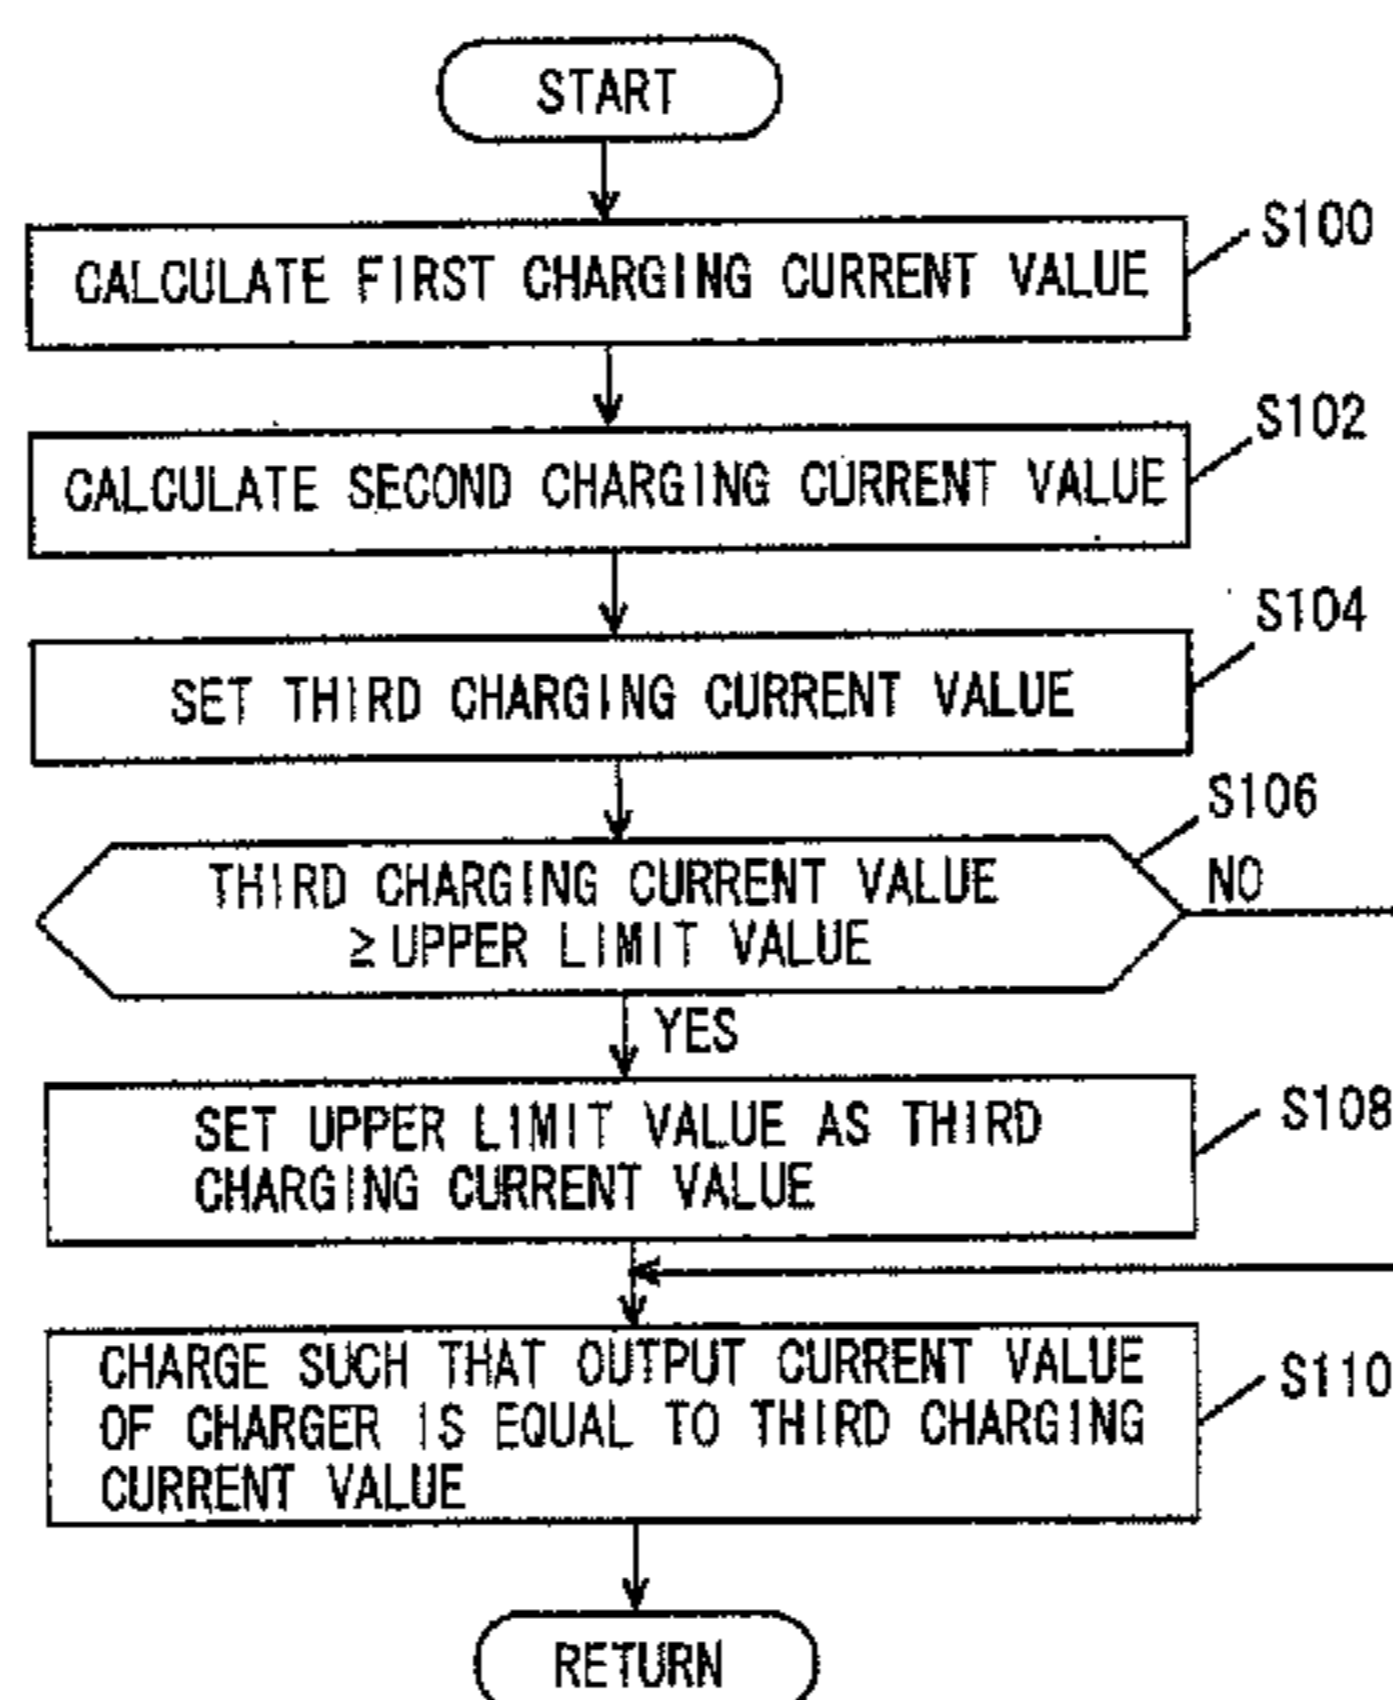 START
S100
CALCULATE FIRST CHARGING CURRENT VALUE
S102
CALCULATE SECOND CHARGING CURRENT VALUE
S104
SET THIRD CHARGING CURRENT VALUE
S106
THIRD CHARGING CURRENT VALUE
≥ UPPER LIMIT VALUE
NO
YES
SET UPPER LIMIT VALUE AS THIRD
CHARGING CURRENT VALUE
S108
CHARGE SUCH THAT OUTPUT CURRENT VALUE
OF CHARGER IS EQUAL TO THIRD CHARGING
CURRENT VALUE
S110
RETURN